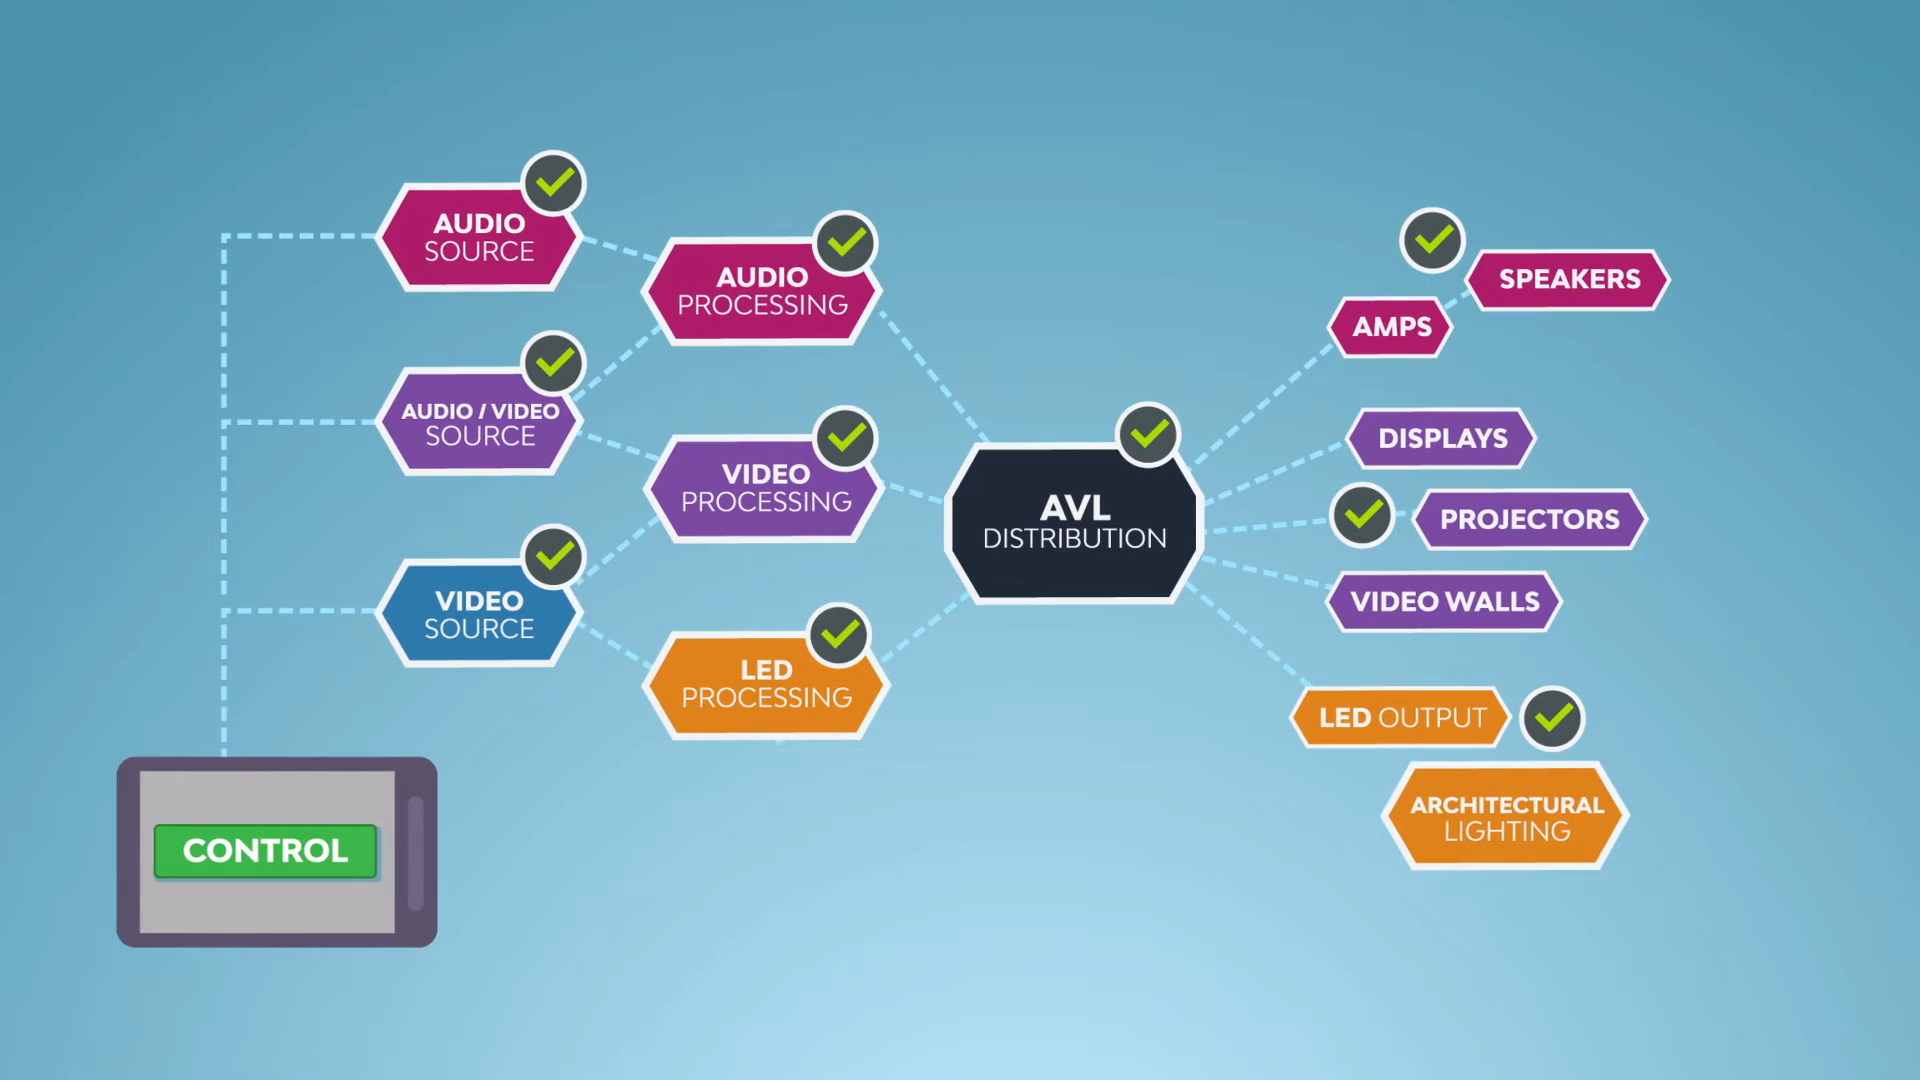 AUDIO
SOURCE
AUDIO
PROCESSING
AUDIO / VIDEO
SOURCE
VIDEO
PROCESSING
VIDEO
SOURCE
LED
PROCESSING
CONTROL
AVL
DISTRIBUTION
SPEAKERS
AMPS
DISPLAYS
PROJECTORS
VIDEO WALLS
LED OUTPUT
ARCHITECTURAL
LIGHTING